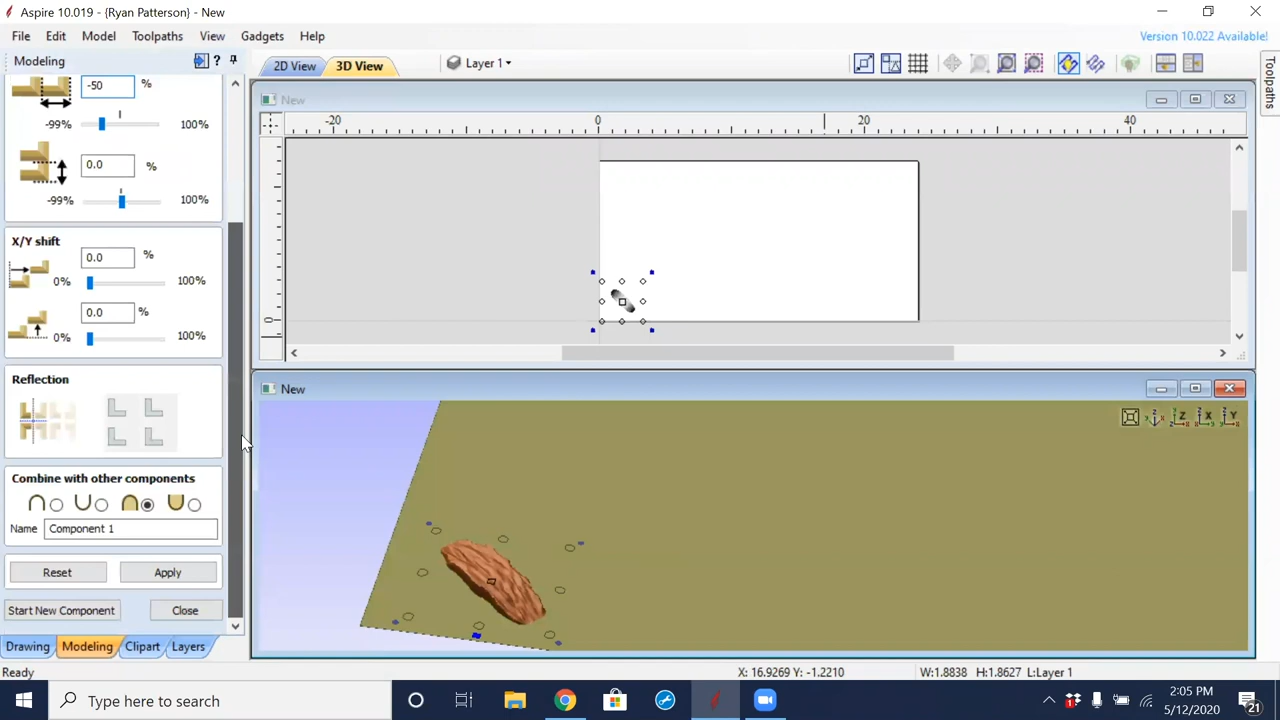 Aspire 10.019 - {Ryan Patterson} - New
File Edit Model Toolpaths View Gadgets Help
Version 10.022 Available!
Modeling
?
2D View 3D View
Layer 1
Toolpaths
-50 %
-99% 100%
0.0 %
-99% 100%
X/Y shift
0.0 %
0% 100%
0.0 %
0% 100%
Reflection
Combine with other components
Name Component 1
Reset Apply
Start New Component Close
Drawing Modeling Clipart Layers
New
-20 0 20 40
0
New
Z X Y
Ready
X: 16.9269 Y: -1.2210
W:1.8838 H:1.8627 L:Layer 1
Type here to search
2:05 PM
5/12/2020
21